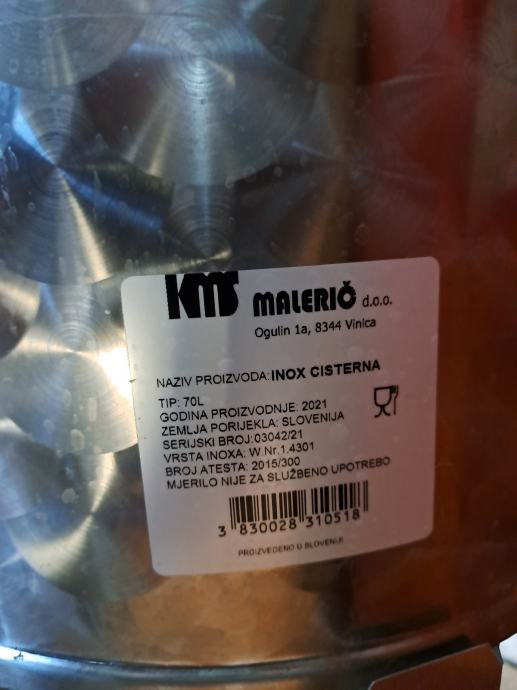 KMS MALERIČ d.o.o.
Ogulin 1a, 8344 Vinica
NAZIV PROIZVODA: INOX CISTERNA
TIP: 70L
GODINA PROIZVODNJE: 2021
ZEMLJA PORIJEKLA: SLOVENIJA
SERIJSKI BROJ: 03042/21
VRSTA INOXA: W.Nr.1.4301
BROJ ATESTA: 2015/300
MJERILO NIJE ZA SLUŽBENO UPOTREBO
3 830028 310518
PROIZVEDENO U SLOVENIJI